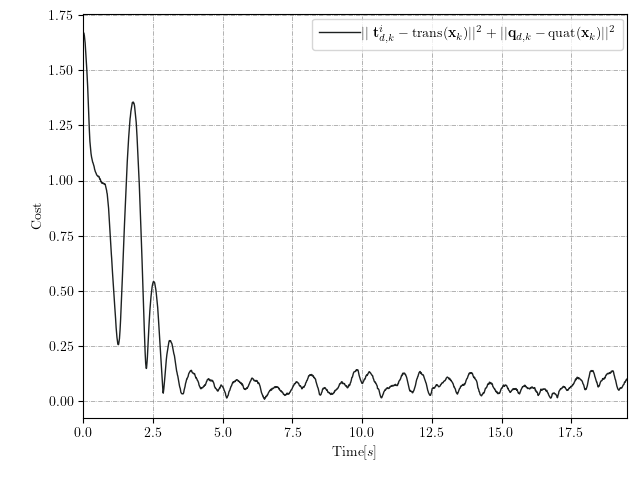 1.75
|| t^i_{d,k} − trans(x_k)||² + ||q_{d,k} − quat(x_k)||²
1.50
1.25
1.00
0.75
0.50
0.25
0.00
Cost
0.0 2.5 5.0 7.5 10.0 12.5 15.0 17.5
Time[s]